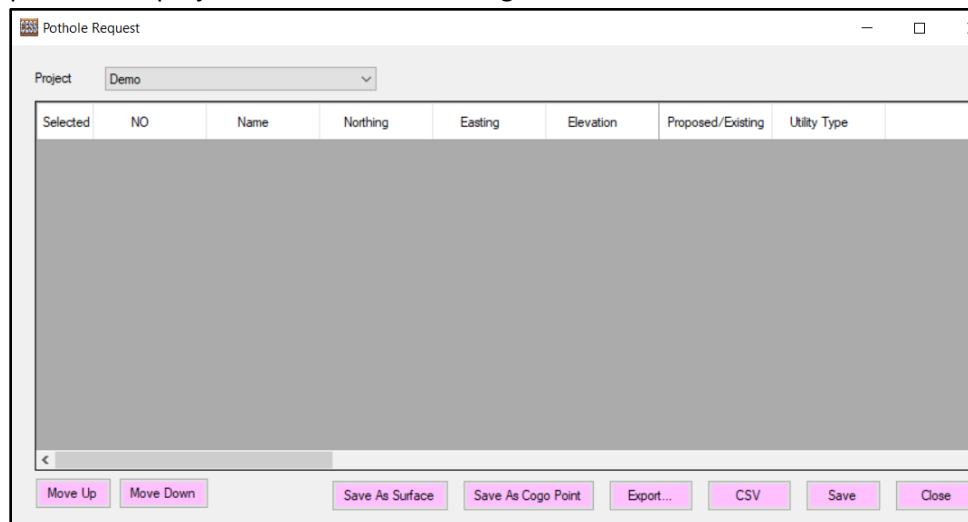 Pothole Request
Project Demo
Selected NO Name Northing Easting Elevation Proposed/Existing Utility Type
Move Up Move Down Save As Surface Save As Cogo Point Export... CSV Save Close